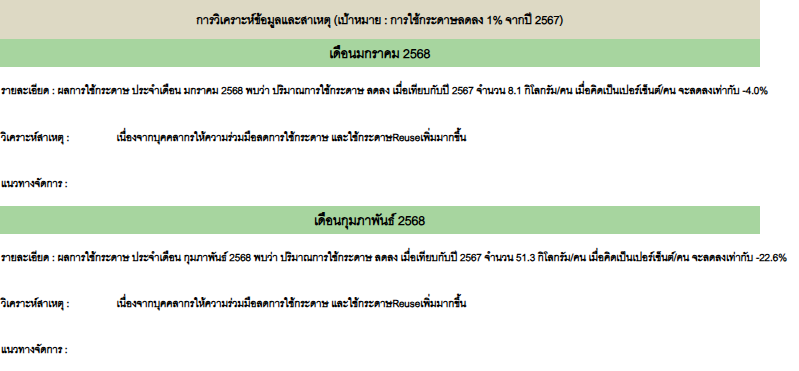 การวิเคราะห์ข้อมูลและสาเหตุ (เป้าหมาย : การใช้กระดาษลดลง 1% จากปี 2567)
เดือนมกราคม 2568
รายละเอียด : ผลการใช้กระดาษ ประจำเดือน มกราคม 2568 พบว่า ปริมาณการใช้กระดาษ ลดลง เมื่อเทียบกับปี 2567 จำนวน 8.1 กิโลกรัม/คน เมื่อคิดเป็นเปอร์เซ็นต์/คน จะลดลงเท่ากับ -4.0%
วิเคราะห์สาเหตุ : เนื่องจากบุคคลากรให้ความร่วมมือลดการใช้กระดาษ และใช้กระดาษReuseเพิ่มมากขึ้น
แนวทางจัดการ :
เดือนกุมภาพันธ์ 2568
รายละเอียด : ผลการใช้กระดาษ ประจำเดือน กุมภาพันธ์ 2568 พบว่า ปริมาณการใช้กระดาษ ลดลง เมื่อเทียบกับปี 2567 จำนวน 51.3 กิโลกรัม/คน เมื่อคิดเป็นเปอร์เซ็นต์/คน จะลดลงเท่ากับ -22.6%
วิเคราะห์สาเหตุ : เนื่องจากบุคคลากรให้ความร่วมมือลดการใช้กระดาษ และใช้กระดาษReuseเพิ่มมากขึ้น
แนวทางจัดการ :